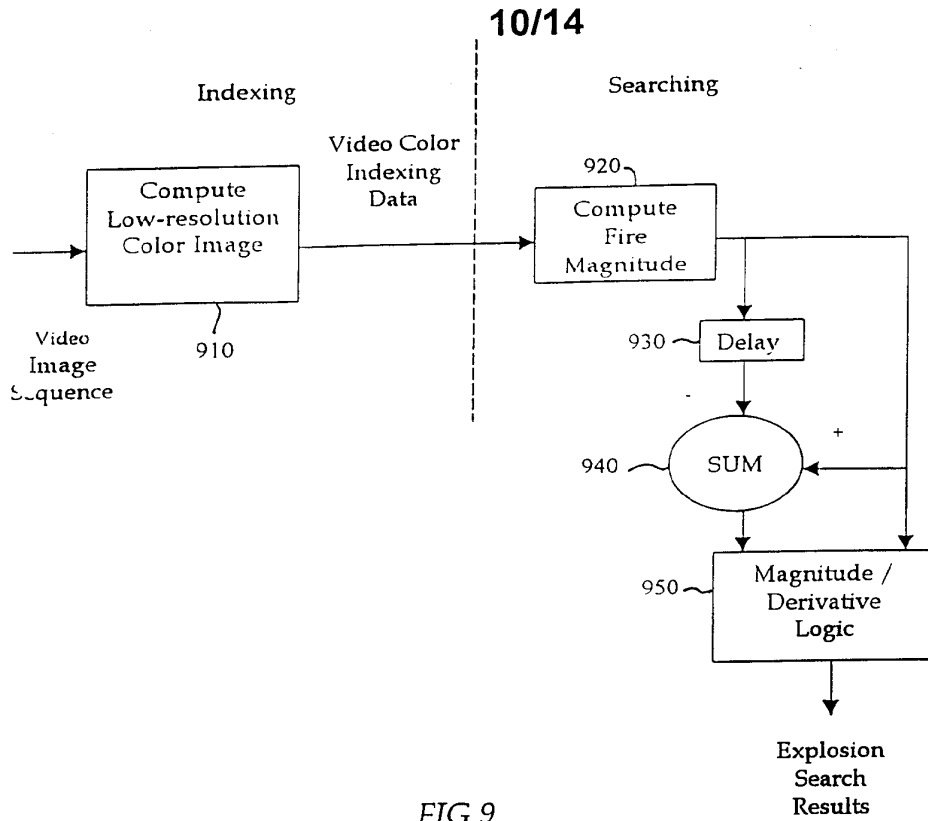 10/14
Indexing
Searching
Video Color
Indexing
Data
Compute
Low-resolution
Color Image
910
Video
Image
Sequence
920
Compute
Fire
Magnitude
930
Delay
-
+
940
SUM
950
Magnitude /
Derivative
Logic
Explosion
Search
Results
FIG 9